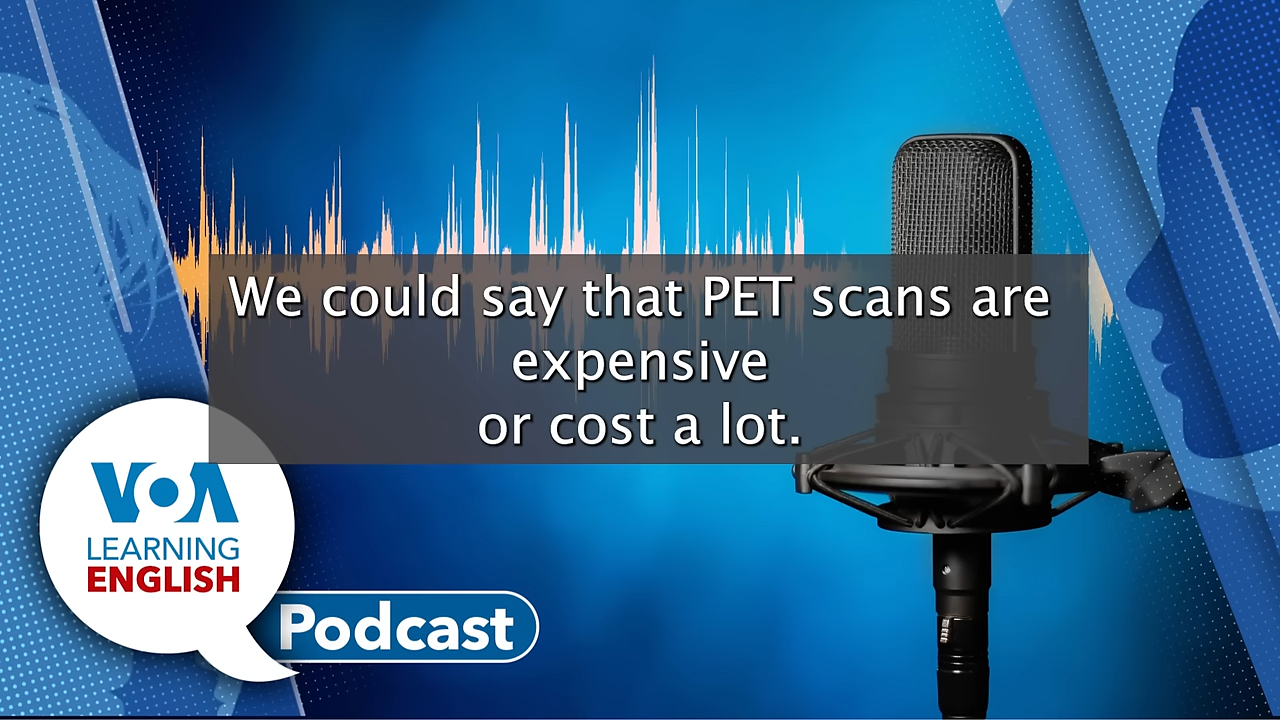 We could say that PET scans are
expensive
or cost a lot.
VOA
LEARNING
ENGLISH
Podcast